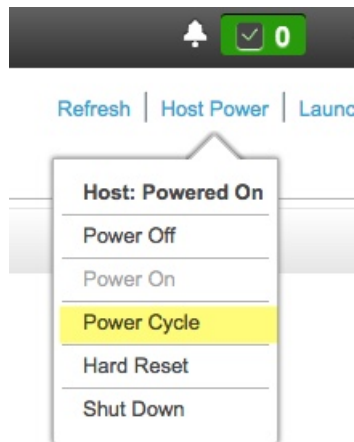 0
Refresh | Host Power | Launc
Host: Powered On
Power Off
Power On
Power Cycle
Hard Reset
Shut Down